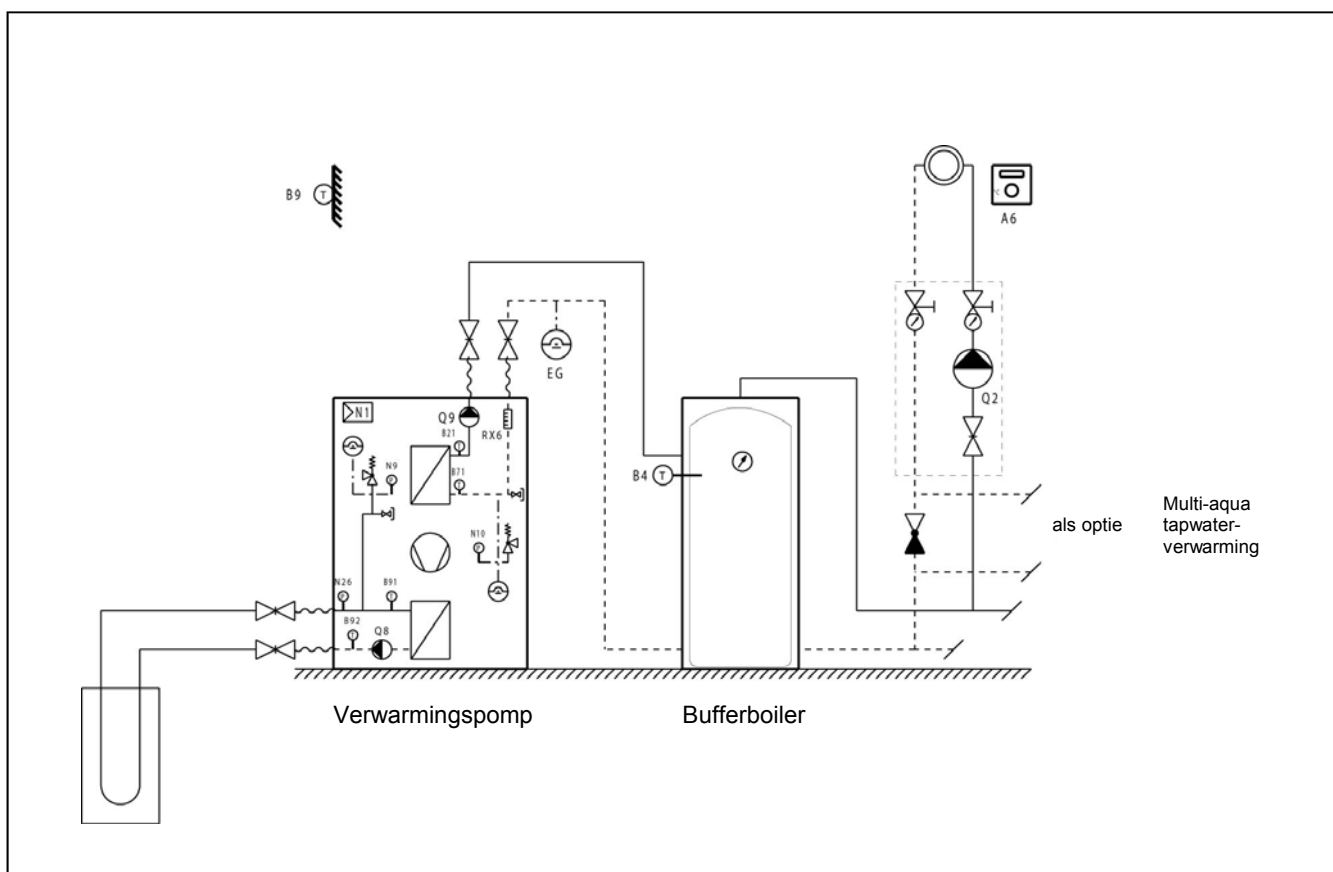 B9
T
°C
A6
EG
Q2
N1
Q9
B21
T
RX6
N9
P
B71
T
B4
T
N10
P
Multi-aqua
als optie
tapwater-
verwarming
N26
P
B91
T
B92
T
Q8
Verwarmingspomp
Bufferboiler